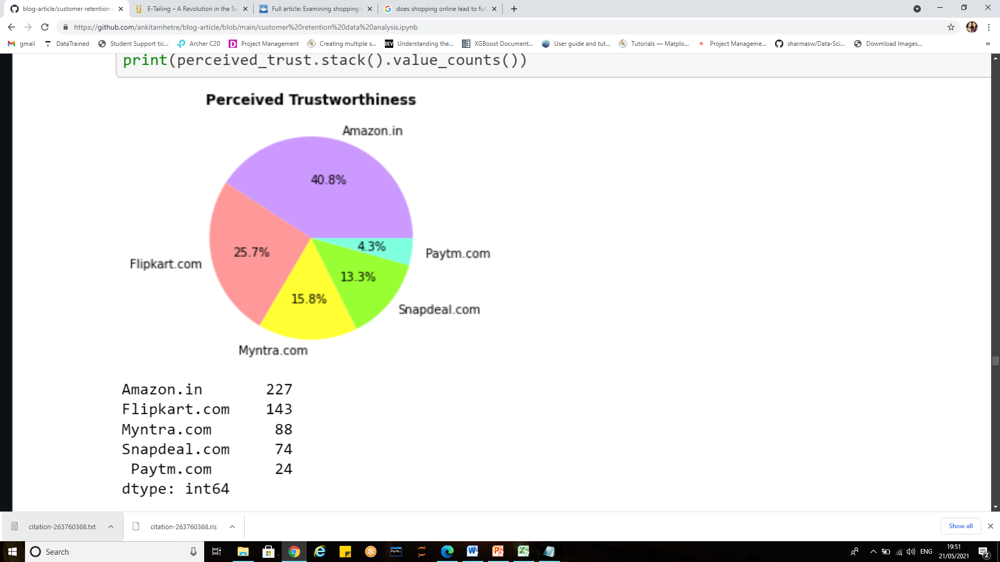 blog-article/customer retention
E-Tailing – A Revolution in the Su
Full article: Examining shopping
does shopping online lead to full
https://github.com/ankitamhetre/blog-article/blob/main/customer%20retention%20data%20analysis.ipynb
gmail
DataTrained
Student Support tic...
Archer C20
Project Management
Creating multiple s...
DEV
Understanding the...
XGBoost Document...
User guide and tut...
Tutorials — Matplo...
Project Manageme...
sharmasw/Data-Sci...
Download Images...
»
print(perceived_trust.stack().value_counts())
Perceived Trustworthiness
Amazon.in
40.8%
25.7%
4.3%
Paytm.com
Flipkart.com
13.3%
15.8%
Snapdeal.com
Myntra.com
Amazon.in 227
Flipkart.com 143
Myntra.com 88
Snapdeal.com 74
Paytm.com 24
dtype: int64
citation-263760368.txt
citation-263760368.ris
Show all
Search
MySQL
ENG
19:51
21/05/2021
2